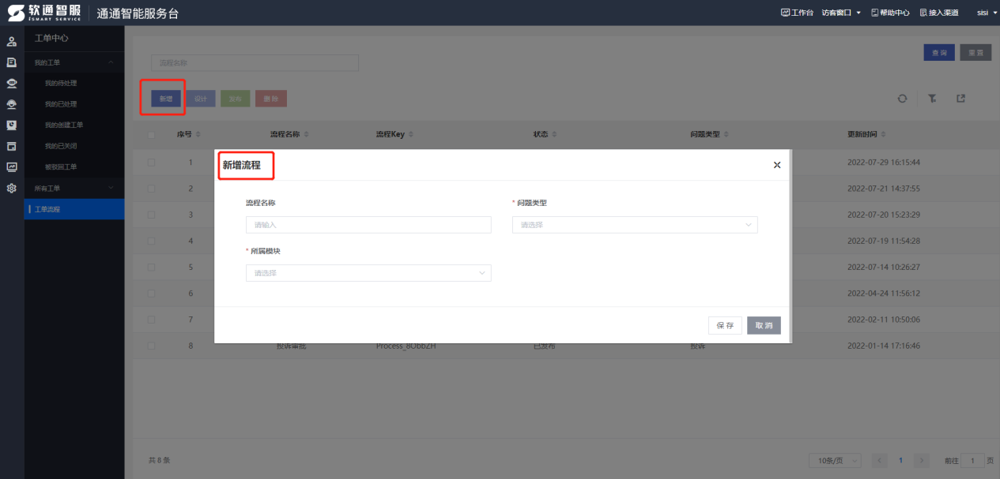 软通智服 通通智能服务台 工作台 访客窗口 帮助中心 接入渠道 sisi
ISMART SERVICE
工单中心
我的工单
我的待处理
我的已处理
我的创建工单
我的已关闭
被驳回工单
所有工单
工单流程
流程名称 查询 重置
新增 设计 发布 删除
序号 流程名称 流程Key 状态 问题类型 更新时间
1 2022-07-29 16:15:44
2 2022-07-21 14:37:55
3 2022-07-20 15:23:29
4 2022-07-19 11:54:28
5 2022-07-14 10:26:27
6 2022-04-24 11:56:12
7 2022-02-11 10:50:06
8 投诉审批 Process_8ObbZH 已发布 投诉 2022-01-14 17:16:46
新增流程
流程名称 * 问题类型
请输入 请选择
* 所属模块
请选择
保存 取消
共 8 条 10条/页 1 前往 1 页